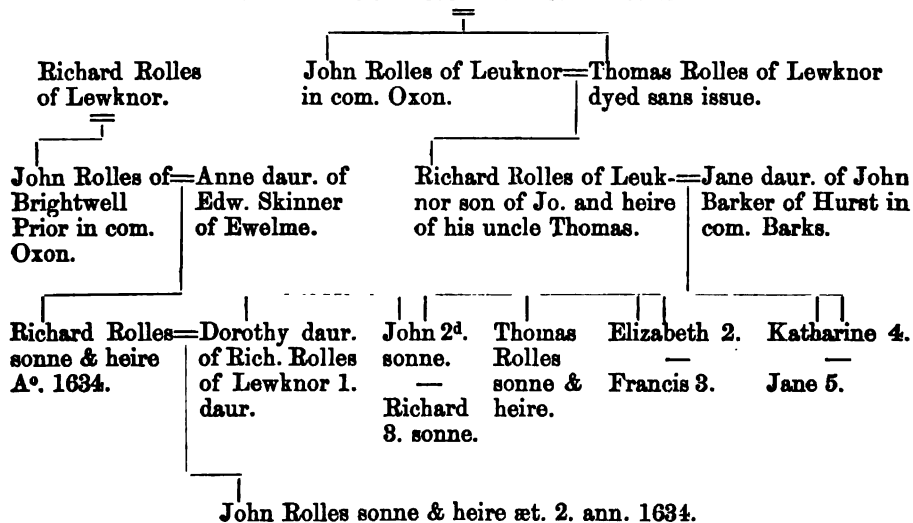 Richard Rolles
of Lewknor.
John Rolles of Leuknor=Thomas Rolles of Lewknor
in com. Oxon.
dyed sans issue.
John Rolles of=Anne daur. of
Brightwell
Edw. Skinner
Prior in com.
of Ewelme.
Oxon.
Richard Rolles of Leuk-=Jane daur. of John
nor son of Jo. and heire
Barker of Hurst in
of his uncle Thomas.
com. Barks.
Richard Rolles=Dorothy daur.
sonne & heire
of Rich. Rolles
Aº. 1634.
of Lewknor 1.
daur.
John 2ᵈ.
sonne.
—
Richard
3. sonne.
Thomas
Rolles
sonne &
heire.
Elizabeth 2.
—
Francis 3.
Katharine 4.
—
Jane 5.
John Rolles sonne & heire æt. 2. ann. 1634.